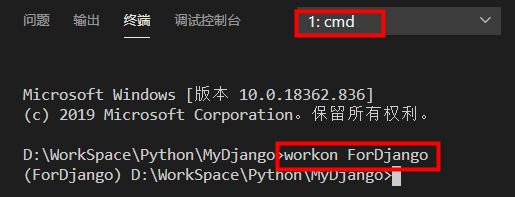 问题 输出 终端 调试控制台 1: cmd
Microsoft Windows [版本 10.0.18362.836]
(c) 2019 Microsoft Corporation。保留所有权利。
D:\WorkSpace\Python\MyDjango>workon ForDjango
(ForDjango) D:\WorkSpace\Python\MyDjango>